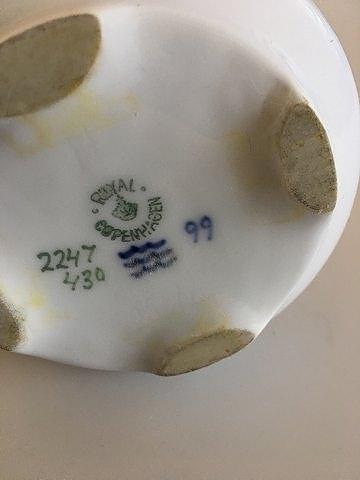 ROYAL
COPENHAGEN
99
2247
430